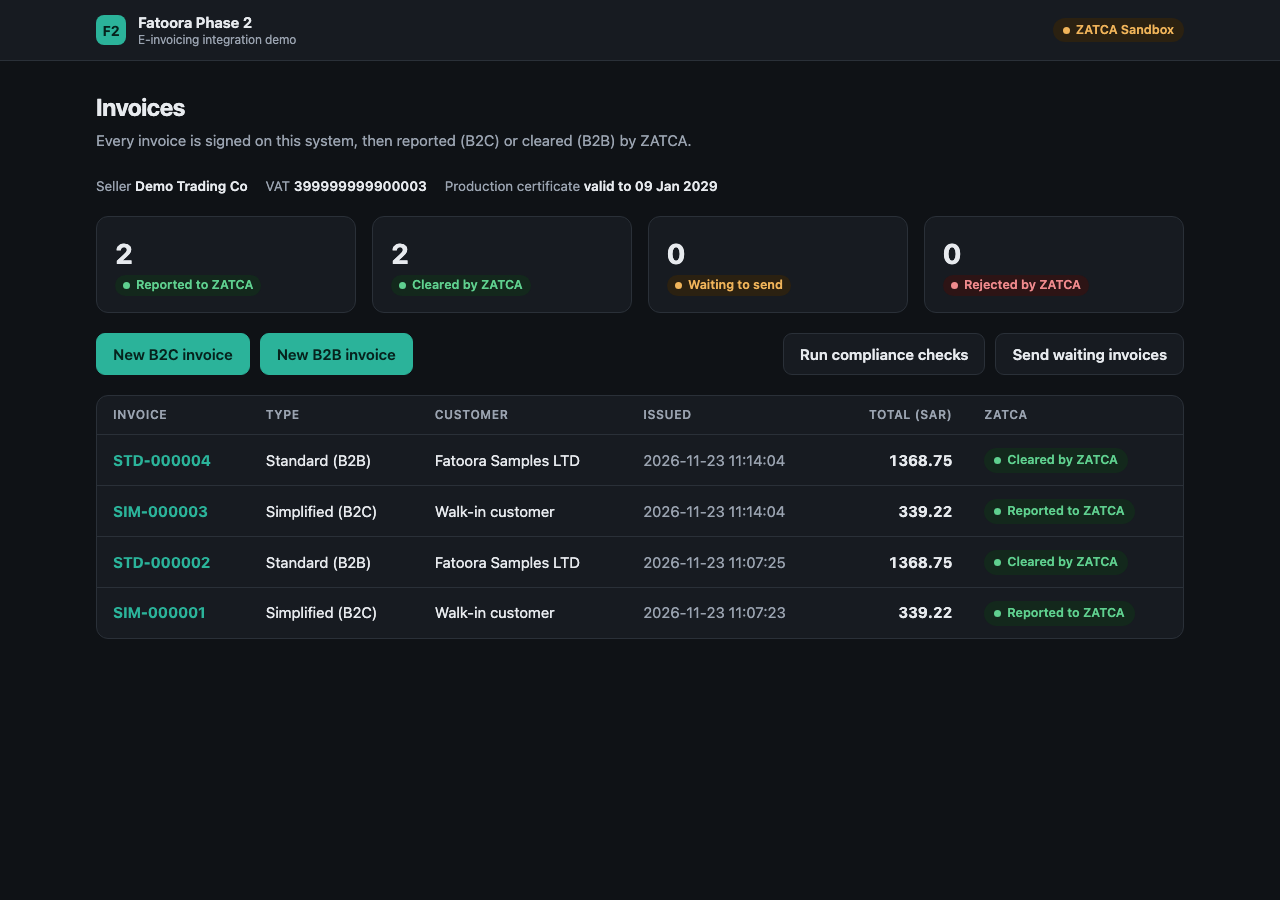 F2
Fatoora Phase 2
E-invoicing integration demo
ZATCA Sandbox
Invoices
Every invoice is signed on this system, then reported (B2C) or cleared (B2B) by ZATCA.
Seller Demo Trading Co VAT 399999999900003 Production certificate valid to 09 Jan 2029
2 2 0 0
Reported to ZATCA Cleared by ZATCA Waiting to send Rejected by ZATCA
New B2C invoice New B2B invoice Run compliance checks Send waiting invoices
INVOICE TYPE CUSTOMER ISSUED TOTAL (SAR) ZATCA
STD-000004 Standard (B2B) Fatoora Samples LTD 2026-11-23 11:14:04 1368.75 Cleared by ZATCA
SIM-000003 Simplified (B2C) Walk-in customer 2026-11-23 11:14:04 339.22 Reported to ZATCA
STD-000002 Standard (B2B) Fatoora Samples LTD 2026-11-23 11:07:25 1368.75 Cleared by ZATCA
SIM-000001 Simplified (B2C) Walk-in customer 2026-11-23 11:07:23 339.22 Reported to ZATCA